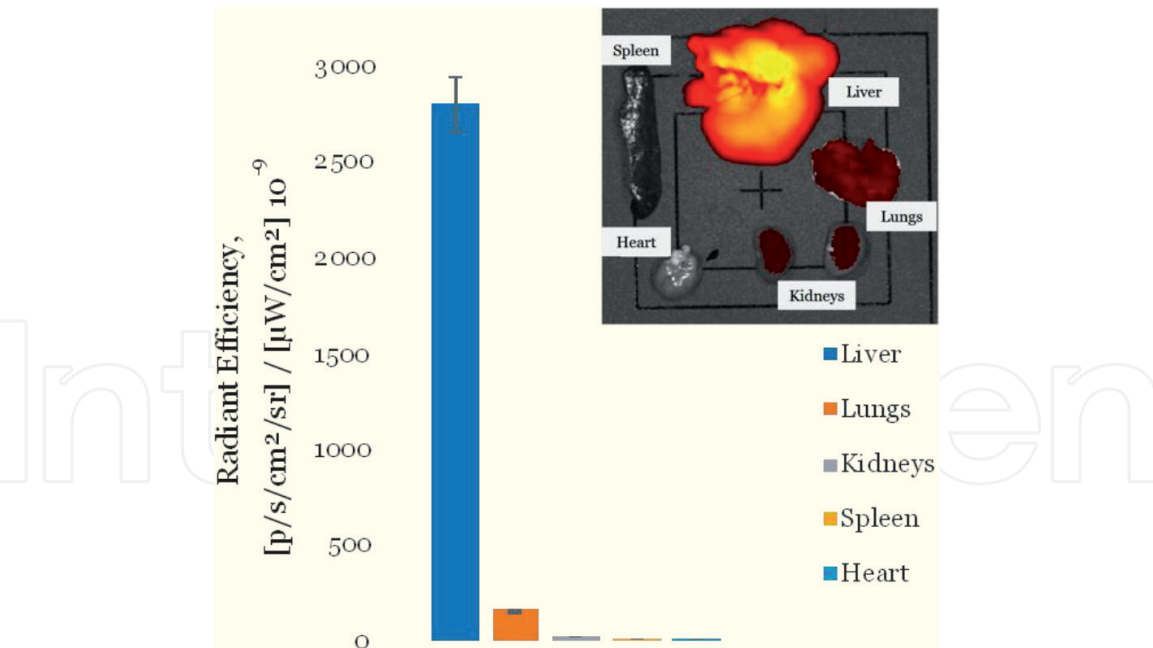 3000
2500
2000
1500
1000
500
0
Radiant Efficiency,
[p/s/cm²/sr] / [µW/cm²] 10⁻⁹
Spleen
Liver
Lungs
Heart
Kidneys
Liver
Lungs
Kidneys
Spleen
Heart